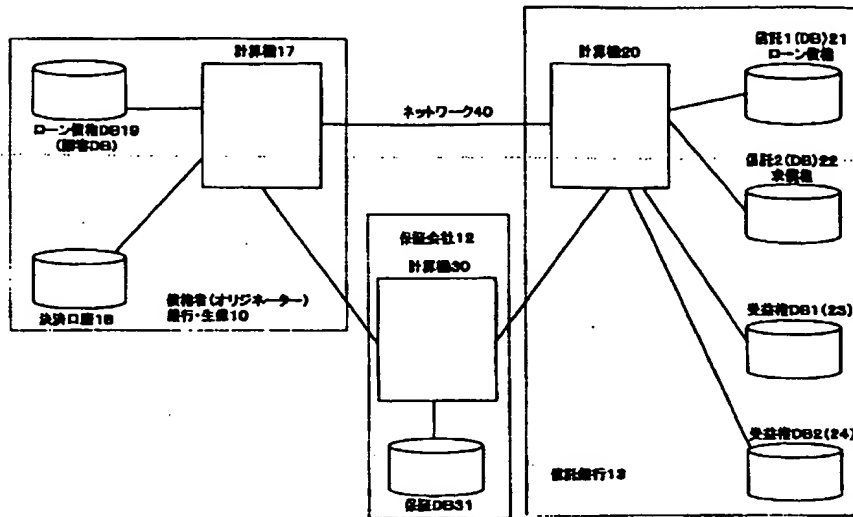 計算機17
ローン債権DB19
(顧客DB)
決済口座18
債権者(オリジネーター)
銀行・生保10
ネットワーク40
保証会社12
計算機30
保証DB31
計算機20
信託1(DB)21
ローン債権
信託2(DB)22
求償権
受益権DB1(23)
受益権DB2(24)
信託銀行13